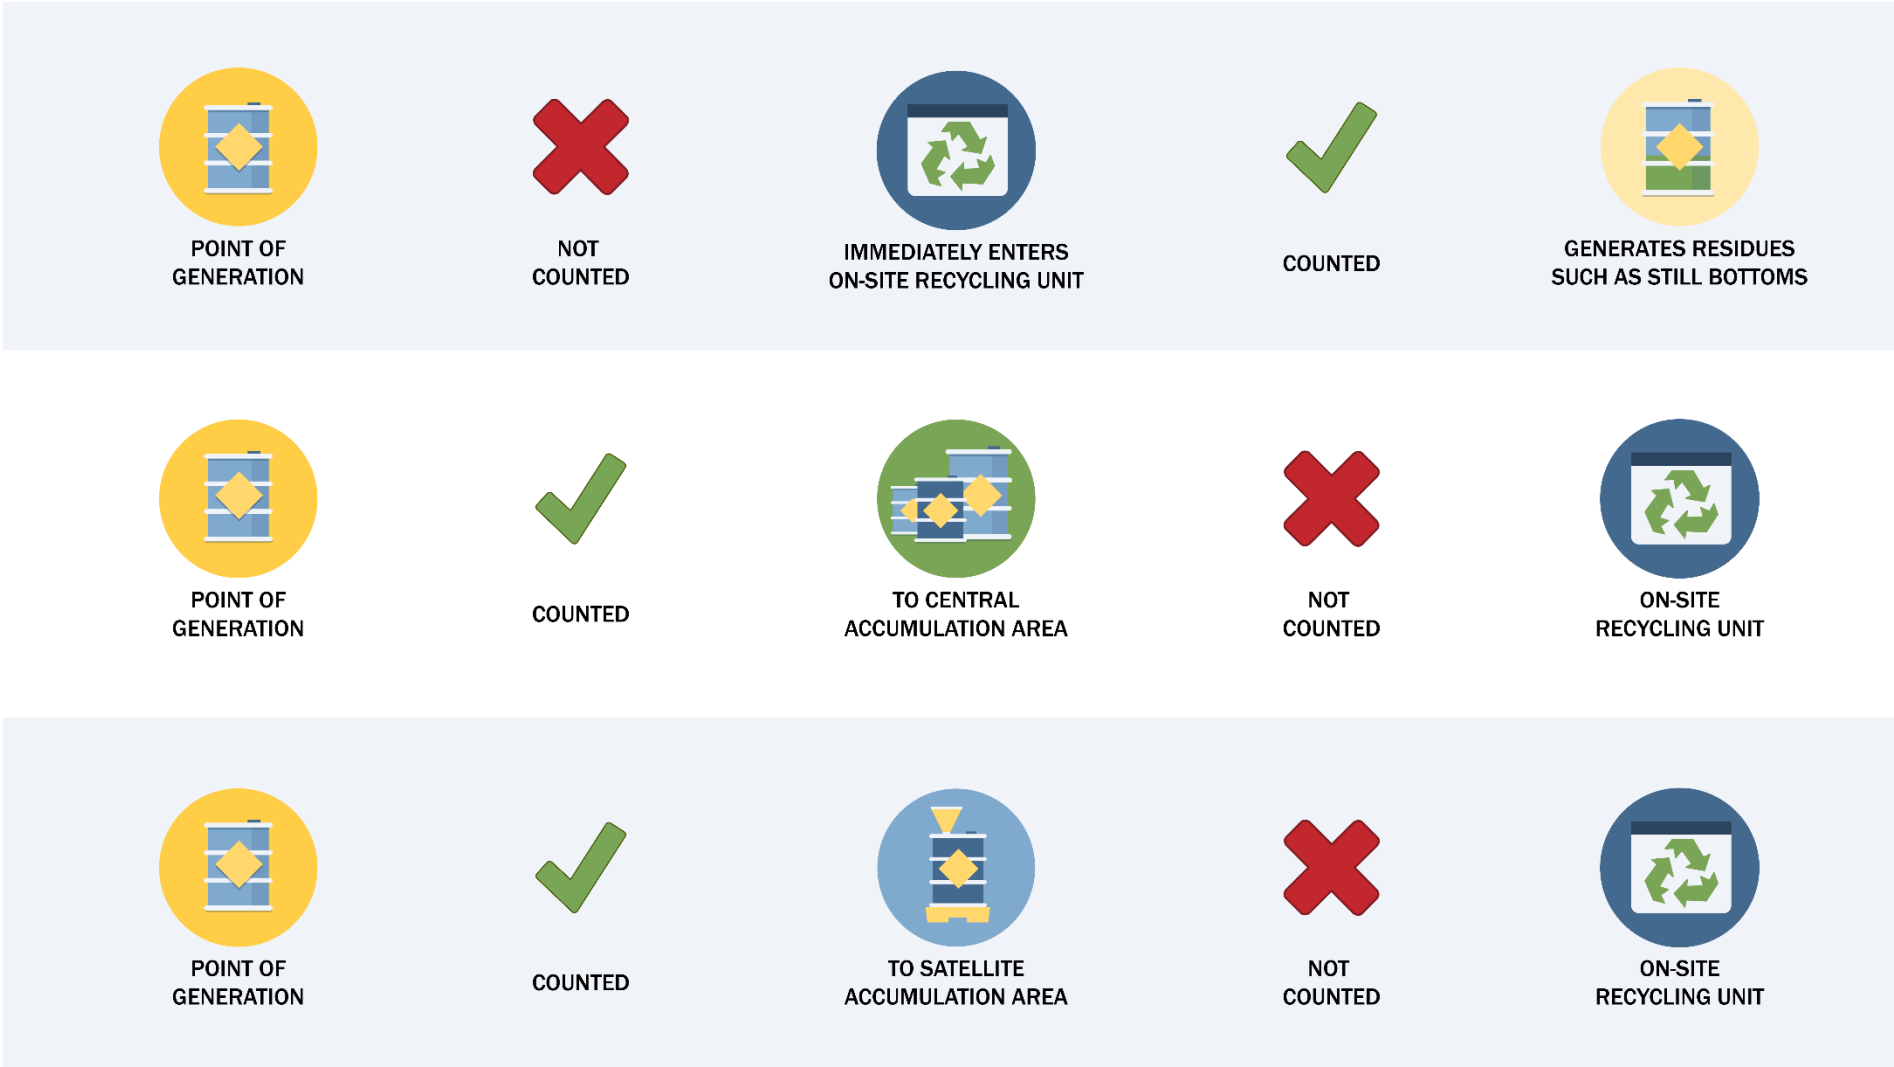 POINT OF
GENERATION
NOT
COUNTED
IMMEDIATELY ENTERS
ON-SITE RECYCLING UNIT
COUNTED
GENERATES RESIDUES
SUCH AS STILL BOTTOMS
POINT OF
GENERATION
COUNTED
TO CENTRAL
ACCUMULATION AREA
NOT
COUNTED
ON-SITE
RECYCLING UNIT
POINT OF
GENERATION
COUNTED
TO SATELLITE
ACCUMULATION AREA
NOT
COUNTED
ON-SITE
RECYCLING UNIT